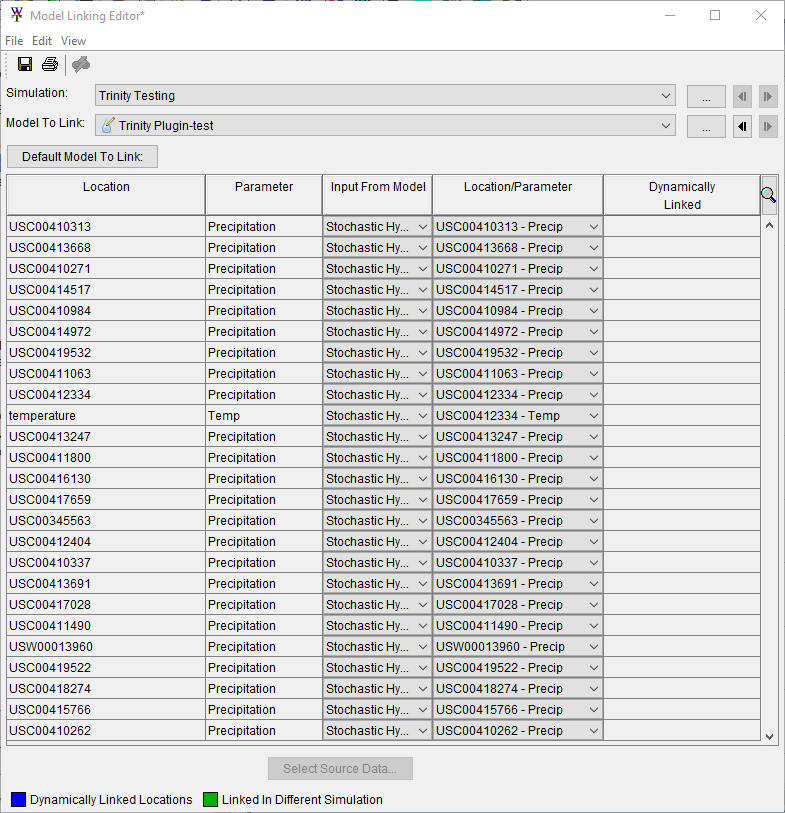 Model Linking Editor*
File Edit View
Simulation: Trinity Testing ...
Model To Link: Trinity Plugin-test ...
Default Model To Link:
Location Parameter Input From Model Location/Parameter Dynamically Linked
USC00410313 Precipitation Stochastic Hy... USC00410313 - Precip
USC00413668 Precipitation Stochastic Hy... USC00413668 - Precip
USC00410271 Precipitation Stochastic Hy... USC00410271 - Precip
USC00414517 Precipitation Stochastic Hy... USC00414517 - Precip
USC00410984 Precipitation Stochastic Hy... USC00410984 - Precip
USC00414972 Precipitation Stochastic Hy... USC00414972 - Precip
USC00419532 Precipitation Stochastic Hy... USC00419532 - Precip
USC00411063 Precipitation Stochastic Hy... USC00411063 - Precip
USC00412334 Precipitation Stochastic Hy... USC00412334 - Precip
temperature Temp Stochastic Hy... USC00412334 - Temp
USC00413247 Precipitation Stochastic Hy... USC00413247 - Precip
USC00411800 Precipitation Stochastic Hy... USC00411800 - Precip
USC00416130 Precipitation Stochastic Hy... USC00416130 - Precip
USC00417659 Precipitation Stochastic Hy... USC00417659 - Precip
USC00345563 Precipitation Stochastic Hy... USC00345563 - Precip
USC00412404 Precipitation Stochastic Hy... USC00412404 - Precip
USC00410337 Precipitation Stochastic Hy... USC00410337 - Precip
USC00413691 Precipitation Stochastic Hy... USC00413691 - Precip
USC00417028 Precipitation Stochastic Hy... USC00417028 - Precip
USC00411490 Precipitation Stochastic Hy... USC00411490 - Precip
USW00013960 Precipitation Stochastic Hy... USW00013960 - Precip
USC00419522 Precipitation Stochastic Hy... USC00419522 - Precip
USC00418274 Precipitation Stochastic Hy... USC00418274 - Precip
USC00415766 Precipitation Stochastic Hy... USC00415766 - Precip
USC00410262 Precipitation Stochastic Hy... USC00410262 - Precip
Select Source Data...
Dynamically Linked Locations Linked In Different Simulation